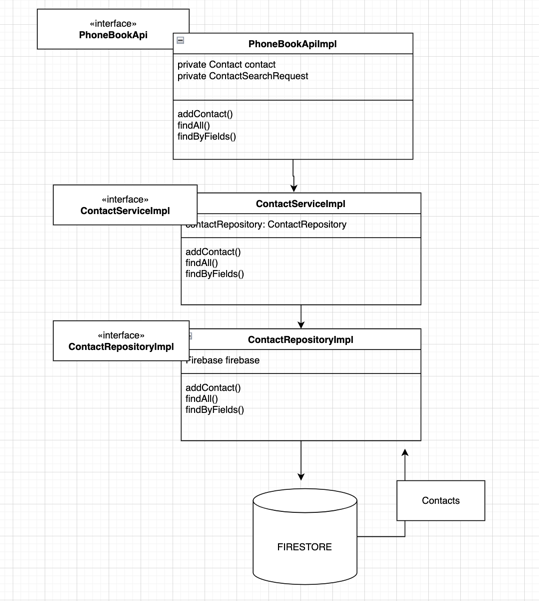 «interface»
PhoneBookApi
PhoneBookApiImpl
private Contact contact
private ContactSearchRequest
addContact()
findAll()
findByFields()
«interface»
ContactServiceImpl
ContactServiceImpl
contactRepository: ContactRepository
addContact()
findAll()
findByFields()
«interface»
ContactRepositoryImpl
ContactRepositoryImpl
Firebase firebase
addContact()
findAll()
findByFields()
Contacts
FIRESTORE